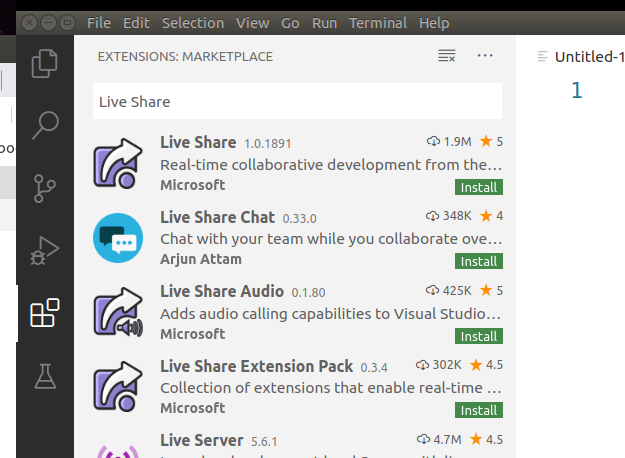 File Edit Selection View Go Run Terminal Help
EXTENSIONS: MARKETPLACE
Untitled-1
Live Share
1
Live Share 1.0.1891 1.9M 5
Real-time collaborative development from the...
Microsoft Install
Live Share Chat 0.33.0 348K 4
Chat with your team while you collaborate ove...
Arjun Attam Install
Live Share Audio 0.1.80 425K 5
Adds audio calling capabilities to Visual Studio...
Microsoft Install
Live Share Extension Pack 0.3.4 302K 4.5
Collection of extensions that enable real-time ...
Microsoft Install
Live Server 5.6.1 4.7M 4.5